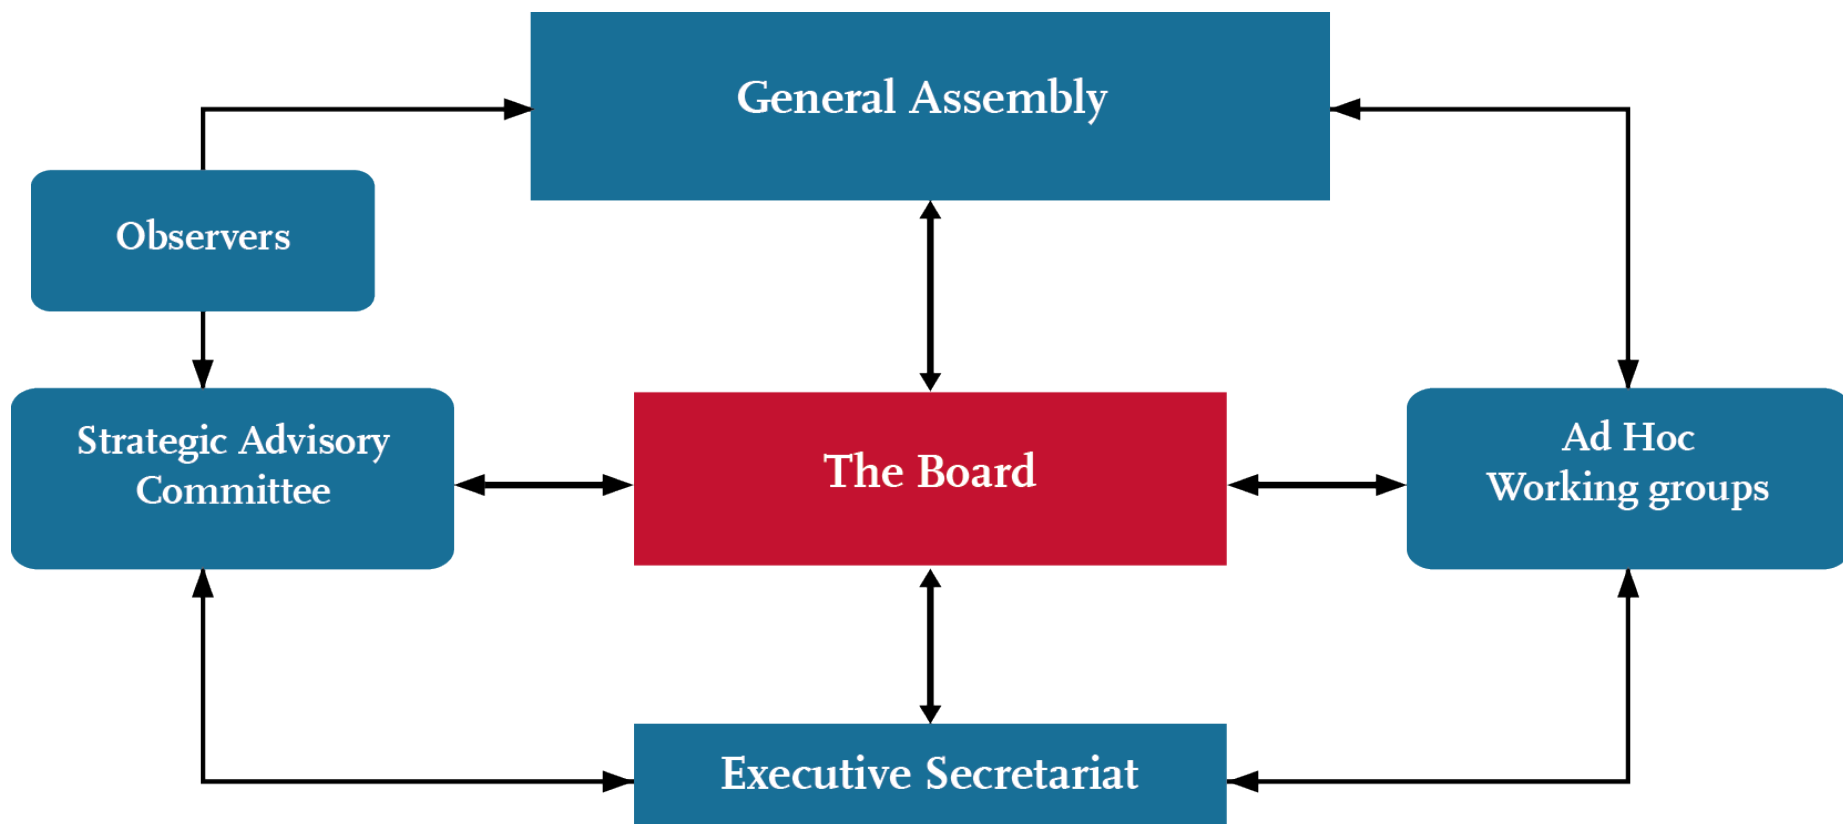 General Assembly
Observers
Strategic Advisory
Committee
The Board
Ad Hoc
Working groups
Executive Secretariat